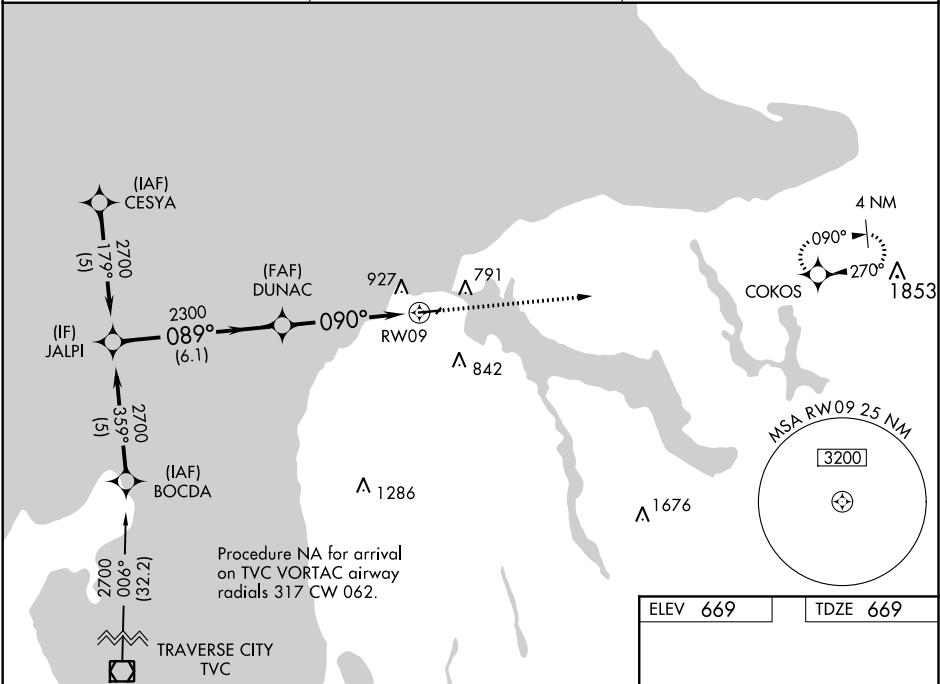 (IAF)
CESYA
2700
179°
(5)
(FAF)
DUNAC
927
791
4 NM
090°
270°
COKOS
1853
(IF)
JALPI
2300
089°
(6.1)
090°
RW09
842
2700
359°
(5)
(IAF)
BOCDA
MSA RW09 25 NM
3200
1286
1676
2700
006°
(32.2)
Procedure NA for arrival
on TVC VORTAC airway
radials 317 CW 062.
TRAVERSE CITY
TVC
ELEV 669
TDZE 669